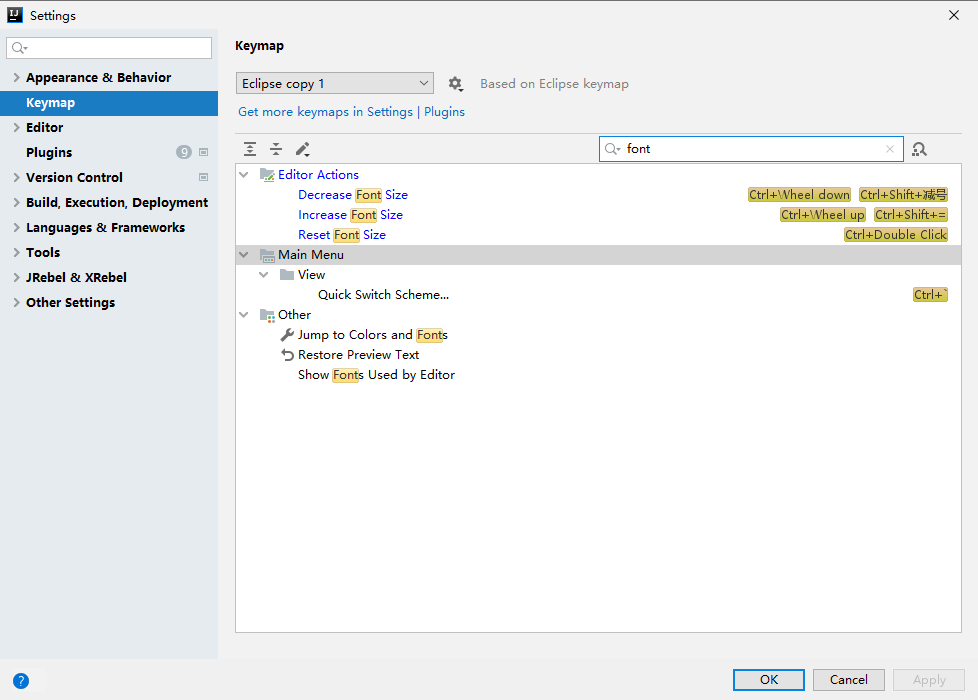 IJ Settings
Keymap
Appearance & Behavior
Keymap
Editor
Plugins 9
Version Control
Build, Execution, Deployment
Languages & Frameworks
Tools
JRebel & XRebel
Other Settings
Eclipse copy 1 Based on Eclipse keymap
Get more keymaps in Settings | Plugins
font
Editor Actions
Decrease Font Size Ctrl+Wheel down Ctrl+Shift+减号
Increase Font Size Ctrl+Wheel up Ctrl+Shift+=
Reset Font Size Ctrl+Double Click
Main Menu
View
Quick Switch Scheme... Ctrl+`
Other
Jump to Colors and Fonts
Restore Preview Text
Show Fonts Used by Editor
? OK Cancel Apply